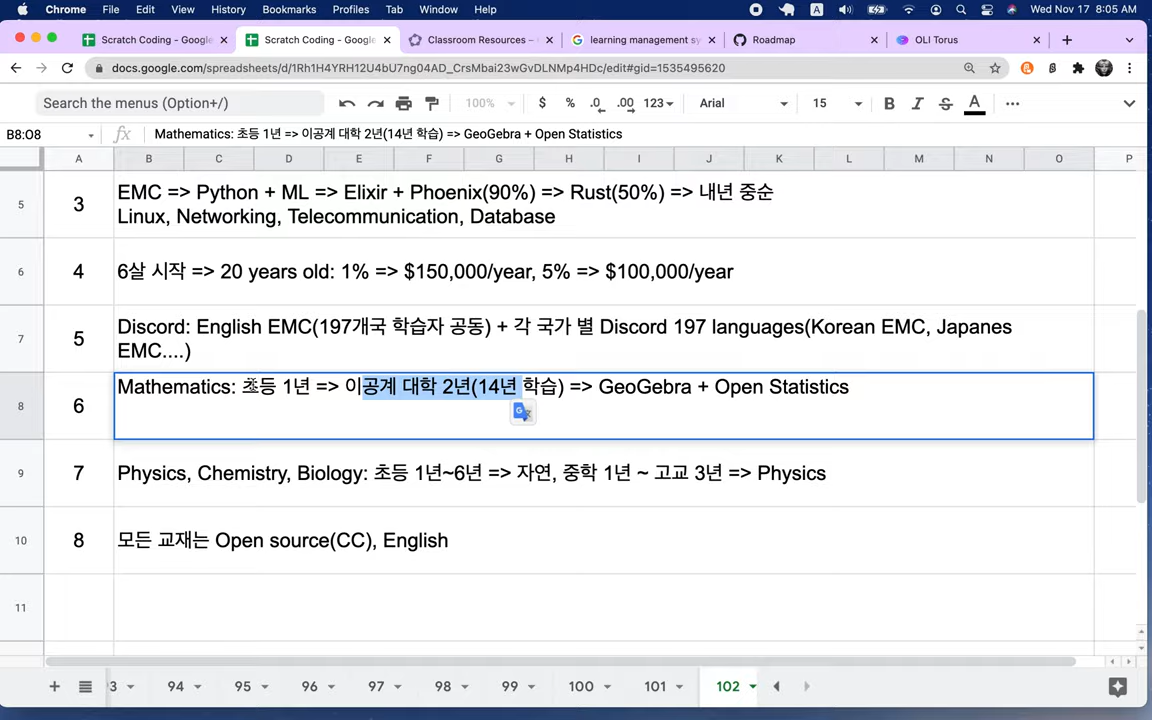 Chrome File Edit View History Bookmarks Profiles Tab Window Help A Wed Nov 17 8:05 AM
Scratch Coding - Google Scratch Coding - Google Classroom Resources – learning management sy Roadmap OLI Torus
docs.google.com/spreadsheets/d/1Rh1H4YRH12U4bU7ng04AD_CrsMbai23wGvDLNMp4HDc/edit#gid=1535495620
Search the menus (Option+/) 100% $ % .0 .00 123 Arial 15 B I S A
B8:O8 fx Mathematics: 초등 1년 => 이공계 대학 2년(14년 학습) => GeoGebra + Open Statistics
A B C D E F G H I J K L M N O P
5 3 EMC => Python + ML => Elixir + Phoenix(90%) => Rust(50%) => 내년 중순
Linux, Networking, Telecommunication, Database
6 4 6살 시작 => 20 years old: 1% => $150,000/year, 5% => $100,000/year
7 5 Discord: English EMC(197개국 학습자 공동) + 각 국가 별 Discord 197 languages(Korean EMC, Japanes
EMC....)
8 6 Mathematics: 초등 1년 => 이공계 대학 2년(14년 학습) => GeoGebra + Open Statistics
9 7 Physics, Chemistry, Biology: 초등 1년~6년 => 자연, 중학 1년 ~ 고교 3년 => Physics
10 8 모든 교재는 Open source(CC), English
11
3 94 95 96 97 98 99 100 101 102